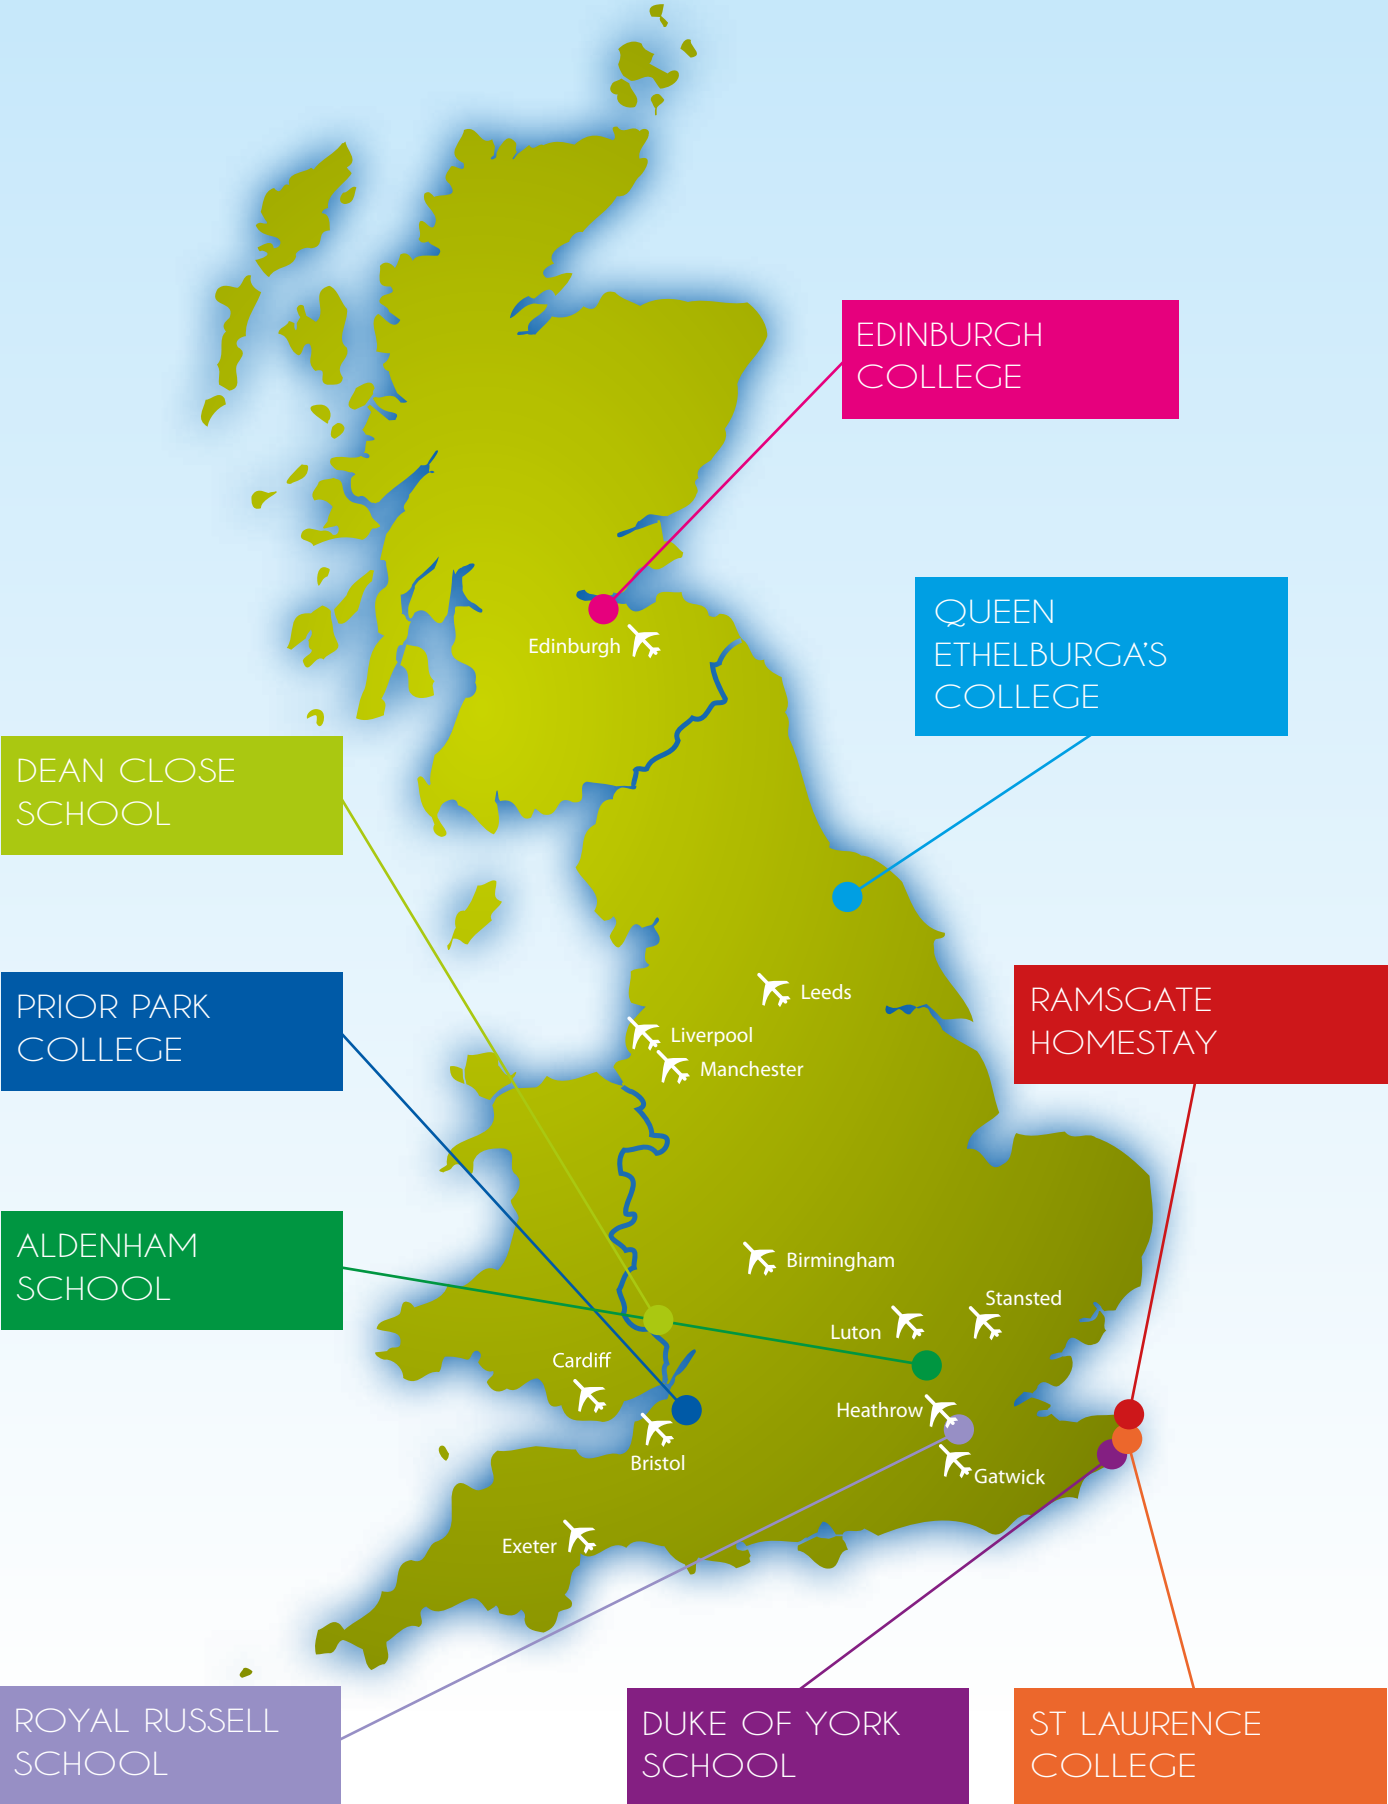 EDINBURGH
COLLEGE
QUEEN
ETHELBURGA'S
COLLEGE
Edinburgh
DEAN CLOSE
SCHOOL
PRIOR PARK
COLLEGE
RAMSGATE
HOMESTAY
Leeds
Liverpool
Manchester
ALDENHAM
SCHOOL
Birmingham
Stansted
Luton
Cardiff
Heathrow
Bristol
Gatwick
Exeter
ROYAL RUSSELL
SCHOOL
DUKE OF YORK
SCHOOL
ST LAWRENCE
COLLEGE